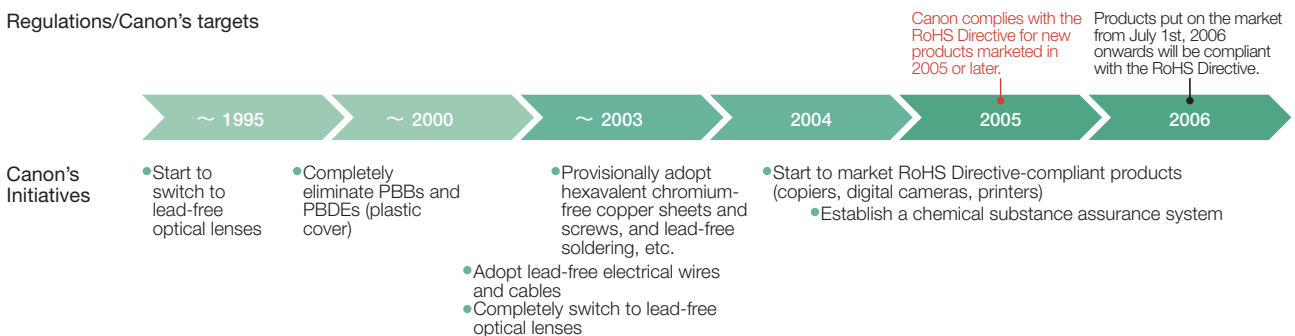 Regulations/Canon's targets
Canon complies with the
RoHS Directive for new
products marketed in
2005 or later.
Products put on the market
from July 1st, 2006
onwards will be compliant
with the RoHS Directive.
～ 1995
～ 2000
～ 2003
2004
2005
2006
Canon's
Initiatives
•Start to
switch to
lead-free
optical lenses
•Completely
eliminate PBBs and
PBDEs (plastic
cover)
•Provisionally adopt
hexavalent chromium-
free copper sheets and
screws, and lead-free
soldering, etc.
•Adopt lead-free electrical wires
and cables
•Completely switch to lead-free
optical lenses
•Start to market RoHS Directive-compliant products
(copiers, digital cameras, printers)
•Establish a chemical substance assurance system